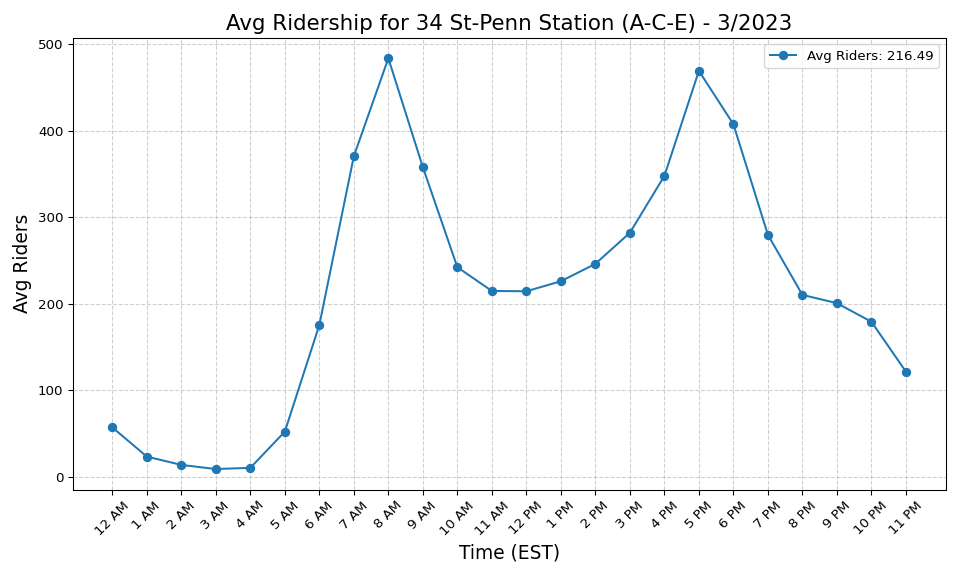 Avg Ridership for 34 St-Penn Station (A-C-E) - 3/2023
Avg Riders: 216.49
Avg Riders
500
400
300
200
100
0
12 AM
1 AM
2 AM
3 AM
4 AM
5 AM
6 AM
7 AM
8 AM
9 AM
10 AM
11 AM
12 PM
1 PM
2 PM
3 PM
4 PM
5 PM
6 PM
7 PM
8 PM
9 PM
10 PM
11 PM
Time (EST)